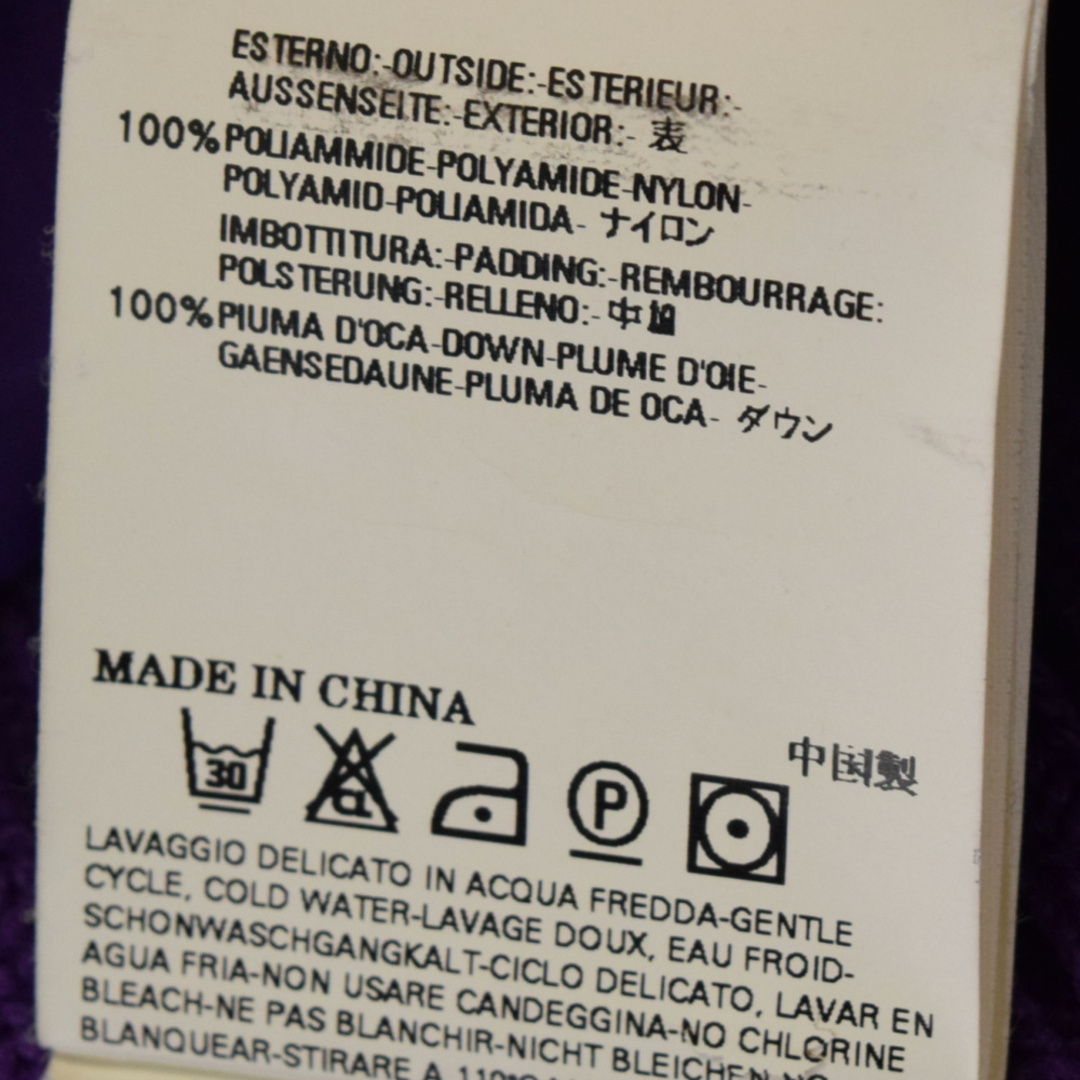 ESTERNO:-OUTSIDE:-ESTERIEUR:-
AUSSENSEITE:-EXTERIOR:- 表
100% POLIAMMIDE-POLYAMIDE-NYLON-
POLYAMID-POLIAMIDA- ナイロン
IMBOTTITURA:-PADDING:-REMBOURRAGE:
POLSTERUNG:-RELLENO:- 中
100% PIUMA D'OCA-DOWN-PLUME D'OIE-
GAENSEDAUNE-PLUMA DE OCA- ダウン
MADE IN CHINA
中国製
30 CL P
LAVAGGIO DELICATO IN ACQUA FREDDA-GENTLE
CYCLE, COLD WATER-LAVAGE DOUX, EAU FROID-
SCHONWASCHGANGKALT-CICLO DELICATO, LAVAR EN
AGUA FRIA-NON USARE CANDEGGINA-NO CHLORINE
BLEACH-NE PAS BLANCHIR-NICHT BLEICHEN-NO
BLANQUEAR-STIRARE A 110°C